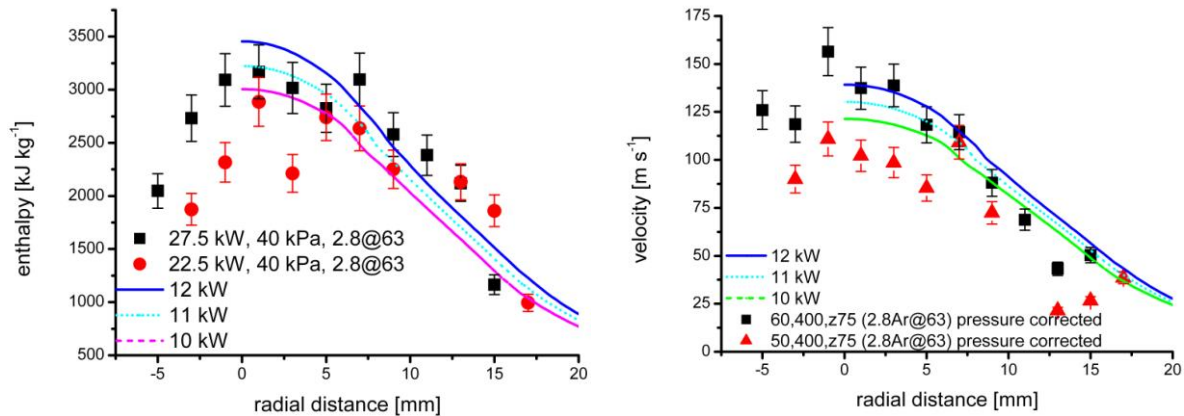 enthalpy [kJ kg⁻¹]
3500
3000
2500
2000
1500
1000
500
27.5 kW, 40 kPa, 2.8@63
22.5 kW, 40 kPa, 2.8@63
12 kW
11 kW
10 kW
-5 0 5 10 15 20
radial distance [mm]
velocity [m s⁻¹]
175
150
125
100
75
50
25
0
12 kW
11 kW
10 kW
60,400,z75 (2.8Ar@63) pressure corrected
50,400,z75 (2.8Ar@63) pressure corrected
-5 0 5 10 15 20
radial distance [mm]